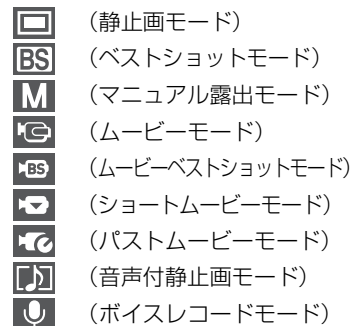 （静止画モード）
BS （ベストショットモード）
M （マニュアル露出モード）
（ムービーモード）
BS （ムービーベストショットモード）
（ショートムービーモード）
（パストムービーモード）
（音声付静止画モード）
（ボイスレコードモード）